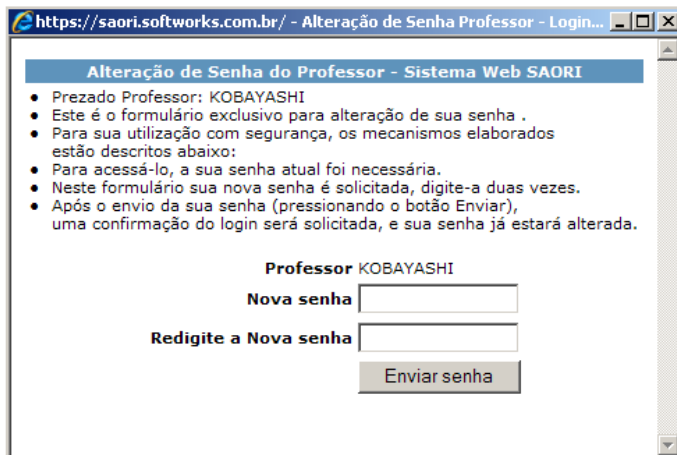 https://saori.softworks.com.br/ - Alteração de Senha Professor - Login...
Alteração de Senha do Professor - Sistema Web SAORI
• Prezado Professor: KOBAYASHI
• Este é o formulário exclusivo para alteração de sua senha .
• Para sua utilização com segurança, os mecanismos elaborados
estão descritos abaixo:
• Para acessá-lo, a sua senha atual foi necessária.
• Neste formulário sua nova senha é solicitada, digite-a duas vezes.
• Após o envio da sua senha (pressionando o botão Enviar),
uma confirmação do login será solicitada, e sua senha já estará alterada.
Professor KOBAYASHI
Nova senha
Redigite a Nova senha
Enviar senha